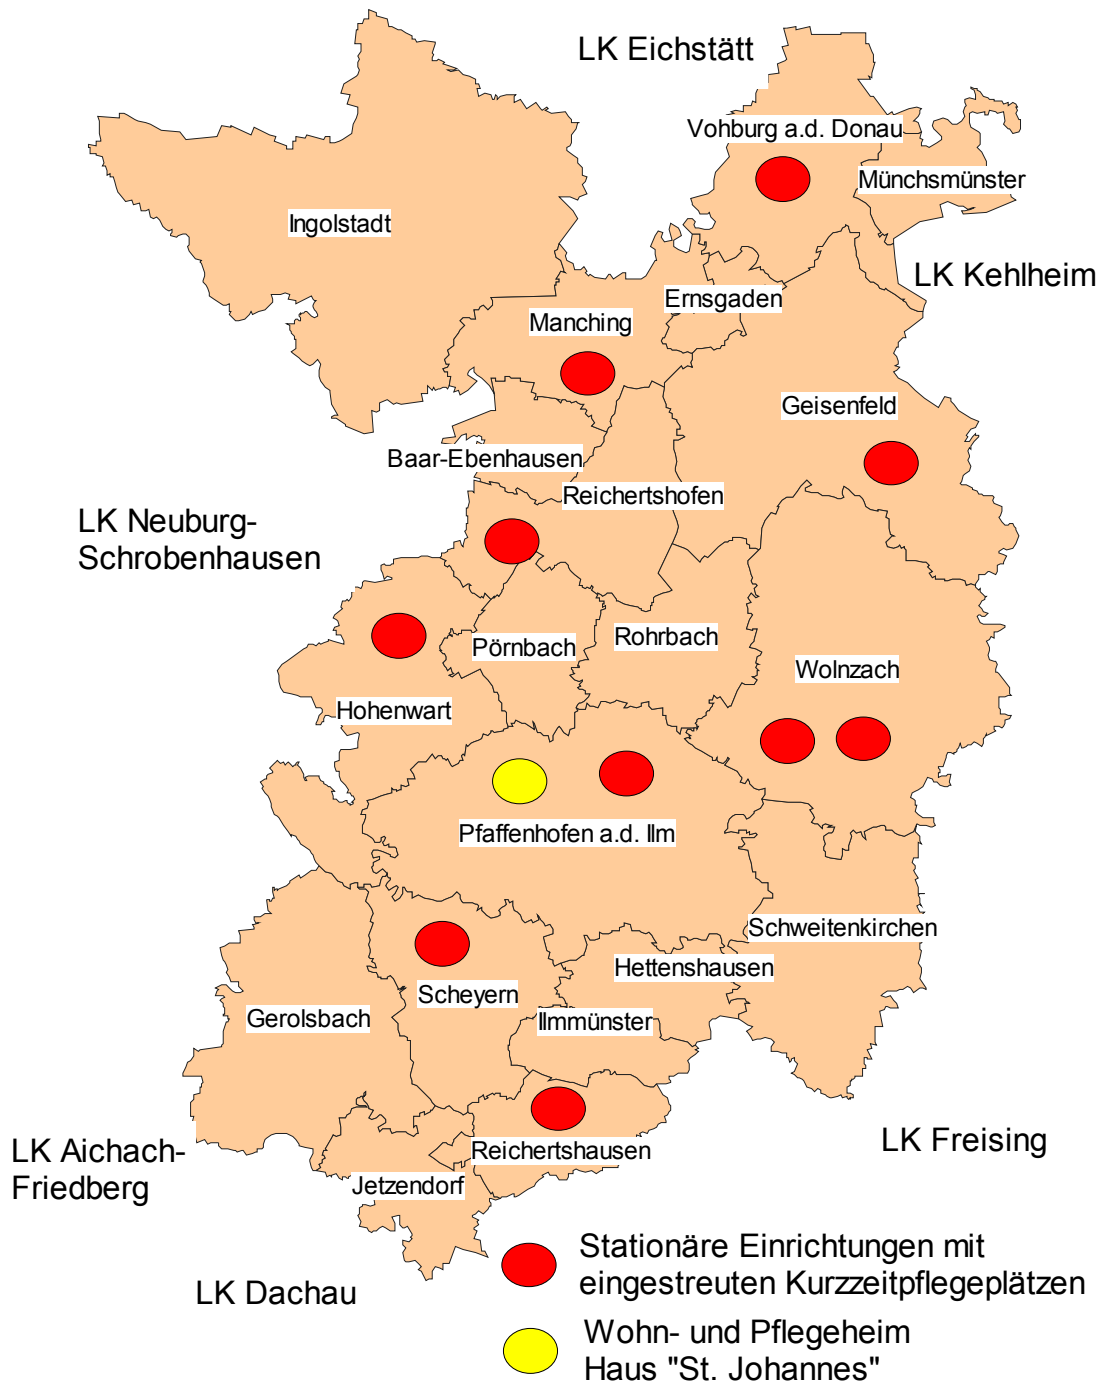 LK Eichstätt
Vohburg a.d. Donau
Münchsmünster
Ingolstadt
LK Kehlheim
Ernsgaden
Manching
Geisenfeld
Baar-Ebenhausen
Reichertshofen
LK Neuburg-
Schrobenhausen
Rohrbach
Pörnbach
Wolnzach
Hohenwart
Pfaffenhofen a.d. Ilm
Schweitenkirchen
Hettenshausen
Scheyern
Gerolsbach
Ilmmünster
LK Freising
LK Aichach-
Friedberg
Reichertshausen
Jetzendorf
LK Dachau
Stationäre Einrichtungen mit
eingestreuten Kurzzeitpflegeplätzen
Wohn- und Pflegeheim
Haus "St. Johannes"